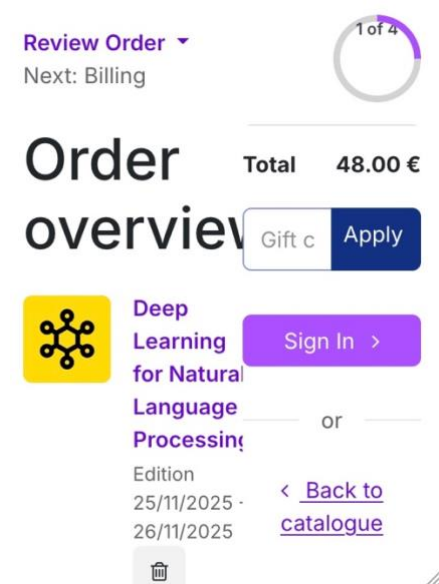 Review Order
Next: Billing
1 of 4
Order
overview
Deep
Learning
for Natural
Language
Processing
Edition
25/11/2025 -
26/11/2025
Total 48.00 €
Gift c Apply
Sign In >
or
< Back to
catalogue